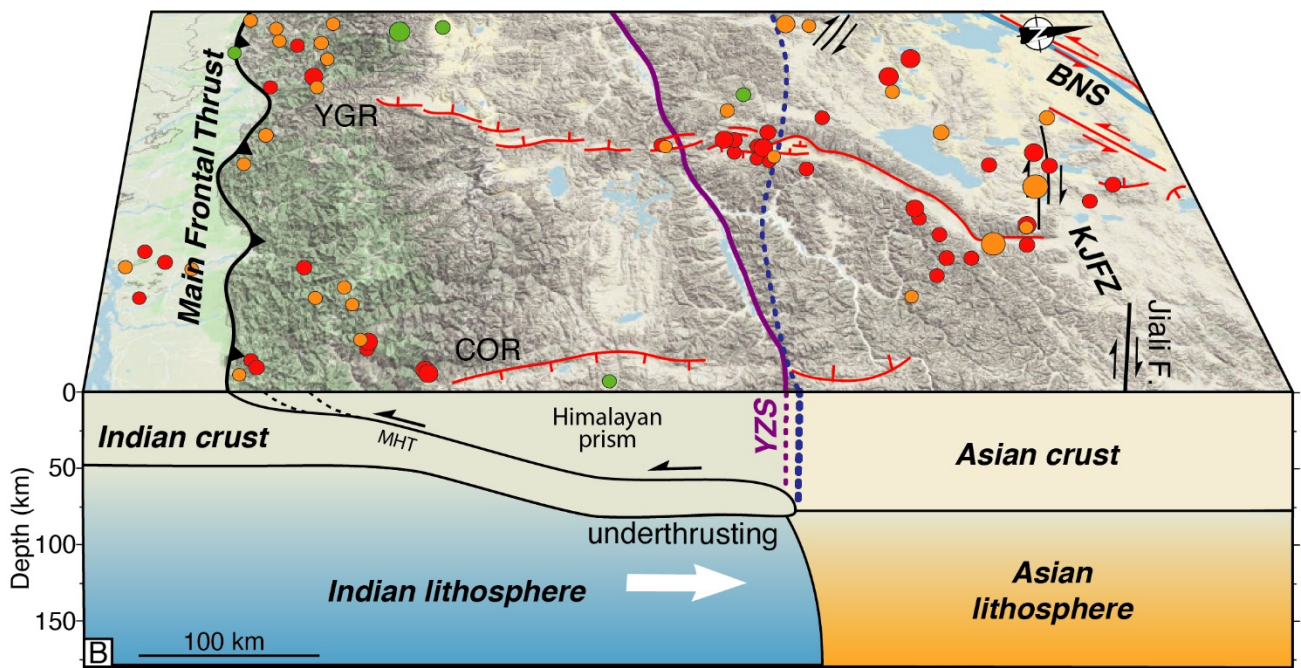 N
BNS
Main Frontal Thrust
YGR
KJFZ
COR
Jiali F.
0
50
100
150
Depth (km)
Indian crust
MHT
Himalayan
prism
YZS
Asian crust
underthrusting
Indian lithosphere
Asian
lithosphere
B
100 km